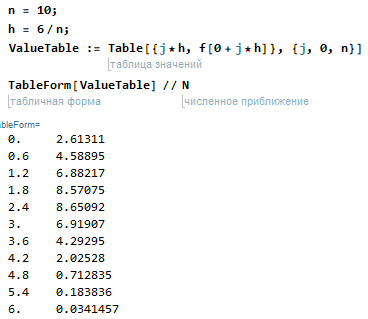 n = 10;
h = 6 / n;
ValueTable := Table[{j * h, f[0 + j * h]}, {j, 0, n}]
таблица значений
TableForm[ValueTable] // N
табличная форма численное приближение
bleForm=
0. 2.61311
0.6 4.58895
1.2 6.88217
1.8 8.57075
2.4 8.65092
3. 6.91907
3.6 4.29295
4.2 2.02528
4.8 0.712835
5.4 0.183836
6. 0.0341457